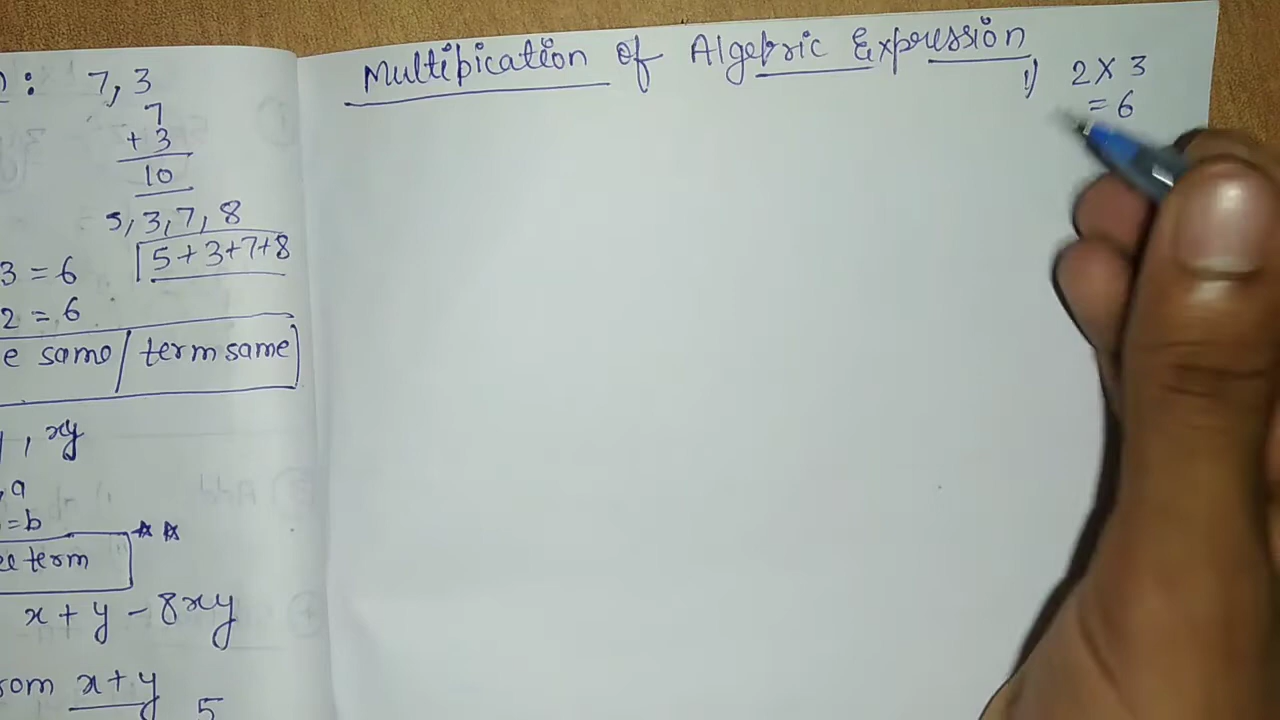 : 7, 3
7
+ 3
10
5, 3, 7, 8
5+3+7+8
3 = 6
2 = 6
same / term same
, xy
, a
= b
term
x + y - 8xy
x + y
5
Multipication of Algebric Expression
1) 2 × 3
= 6